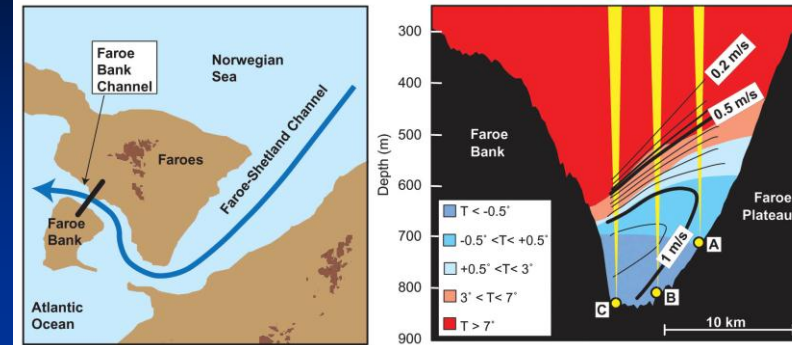 Faroe
Bank
Channel
Norwegian
Sea
Faroes
Faroe-Shetland Channel
Faroe
Bank
Atlantic
Ocean
Depth (m)
300
400
500
600
700
800
900
Faroe
Bank
0.2 m/s
0.5 m/s
1 m/s
Faroe
Plateau
T < -0.5°
-0.5° <T< +0.5°
+0.5° <T< 3°
3° < T< 7°
T > 7°
A
B
C
10 km